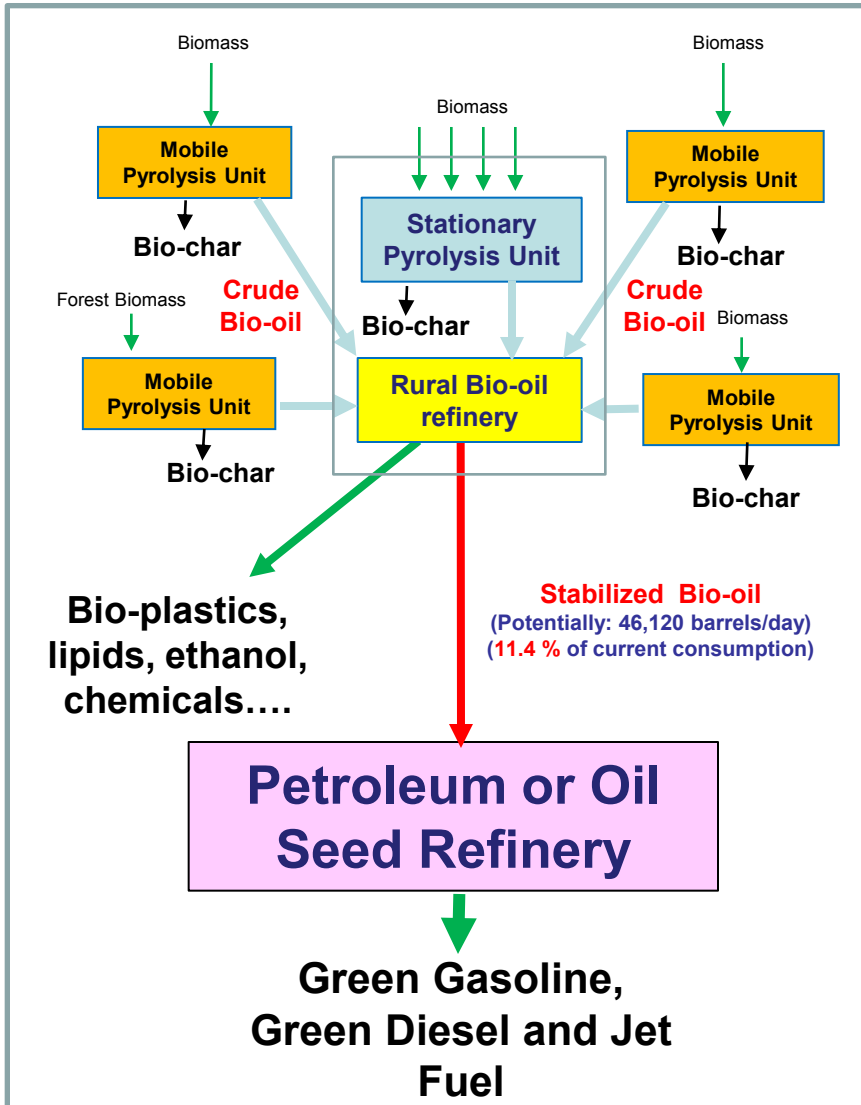 Biomass
Biomass
Biomass
Mobile
Pyrolysis Unit
Mobile
Pyrolysis Unit
Stationary
Pyrolysis Unit
Bio-char
Bio-char
Crude
Bio-oil
Crude
Bio-oil
Forest Biomass
Bio-char
Biomass
Mobile
Pyrolysis Unit
Rural Bio-oil
refinery
Mobile
Pyrolysis Unit
Bio-char
Bio-char
Stabilized Bio-oil
(Potentially: 46,120 barrels/day)
(11.4 % of current consumption)
Bio-plastics,
lipids, ethanol,
chemicals….
Petroleum or Oil
Seed Refinery
Green Gasoline,
Green Diesel and Jet
Fuel